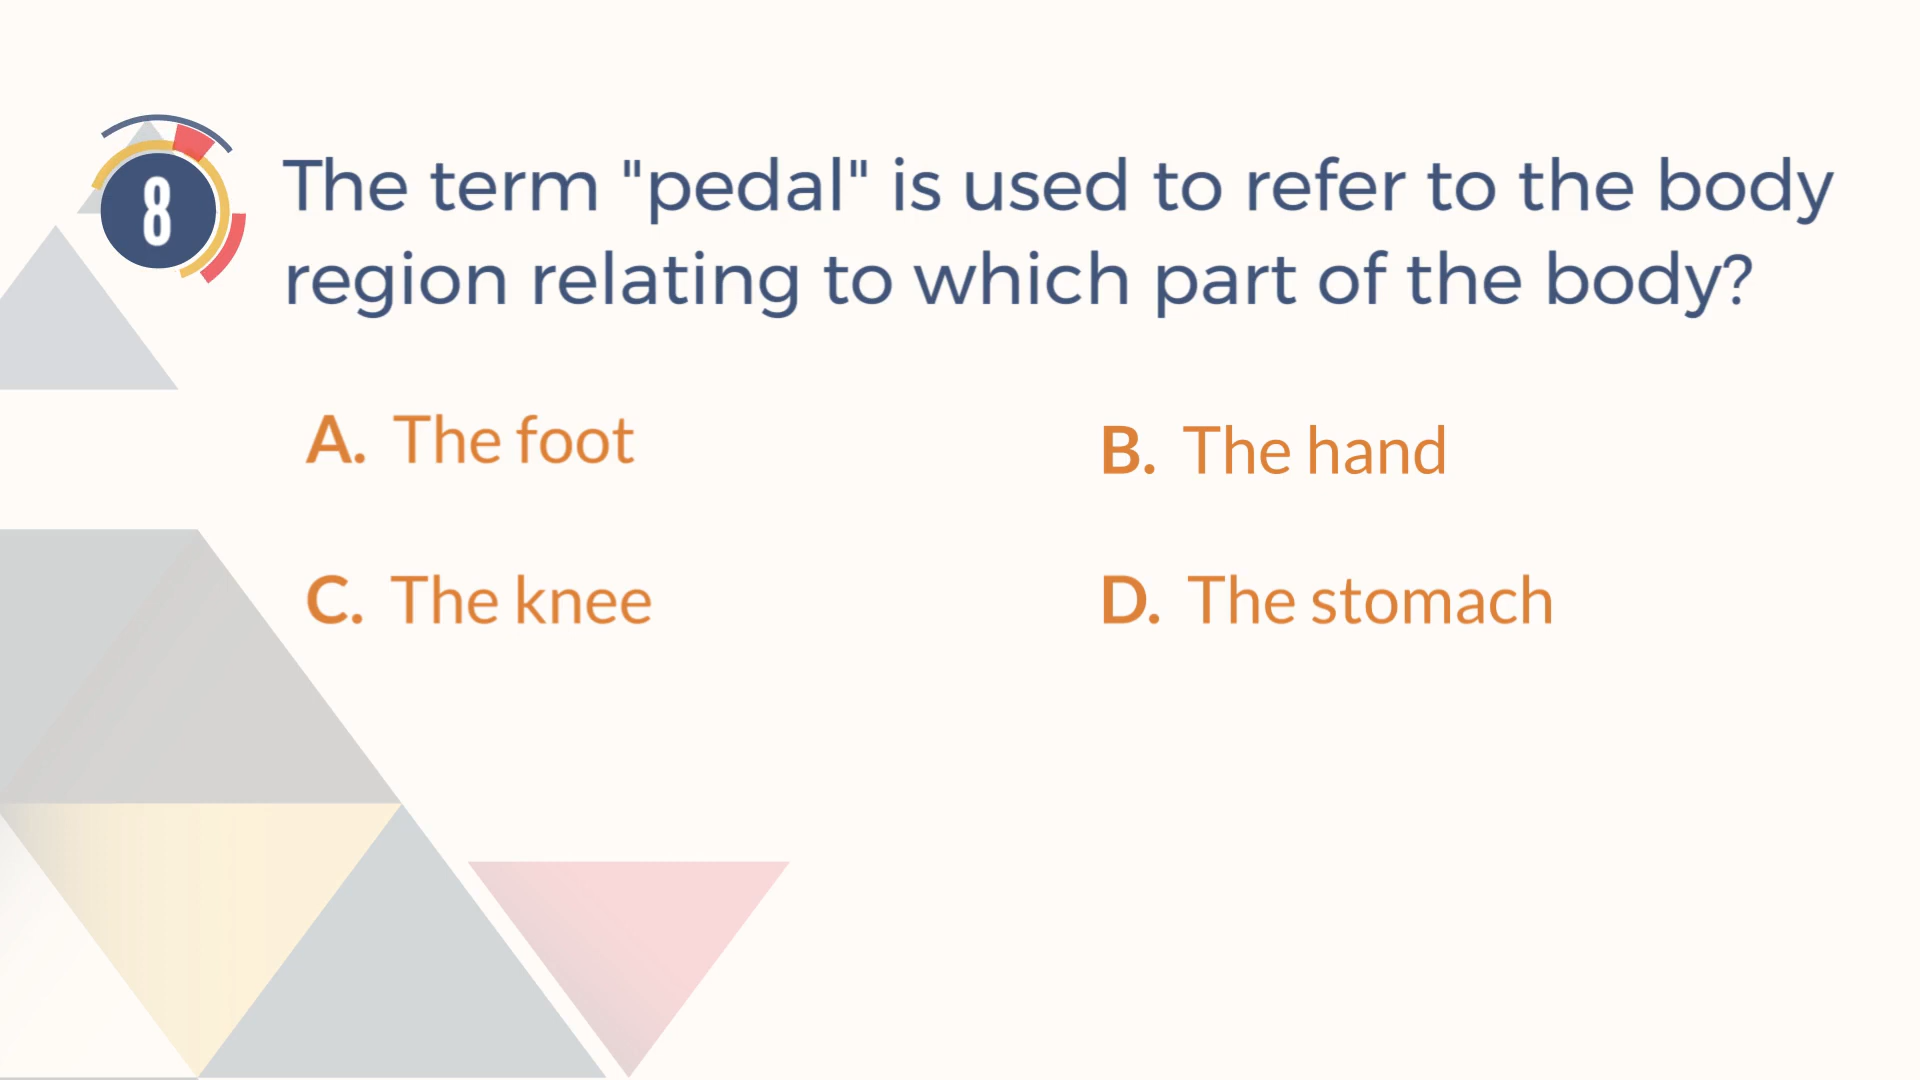 8
The term "pedal" is used to refer to the body
region relating to which part of the body?
A. The foot
B. The hand
C. The knee
D. The stomach